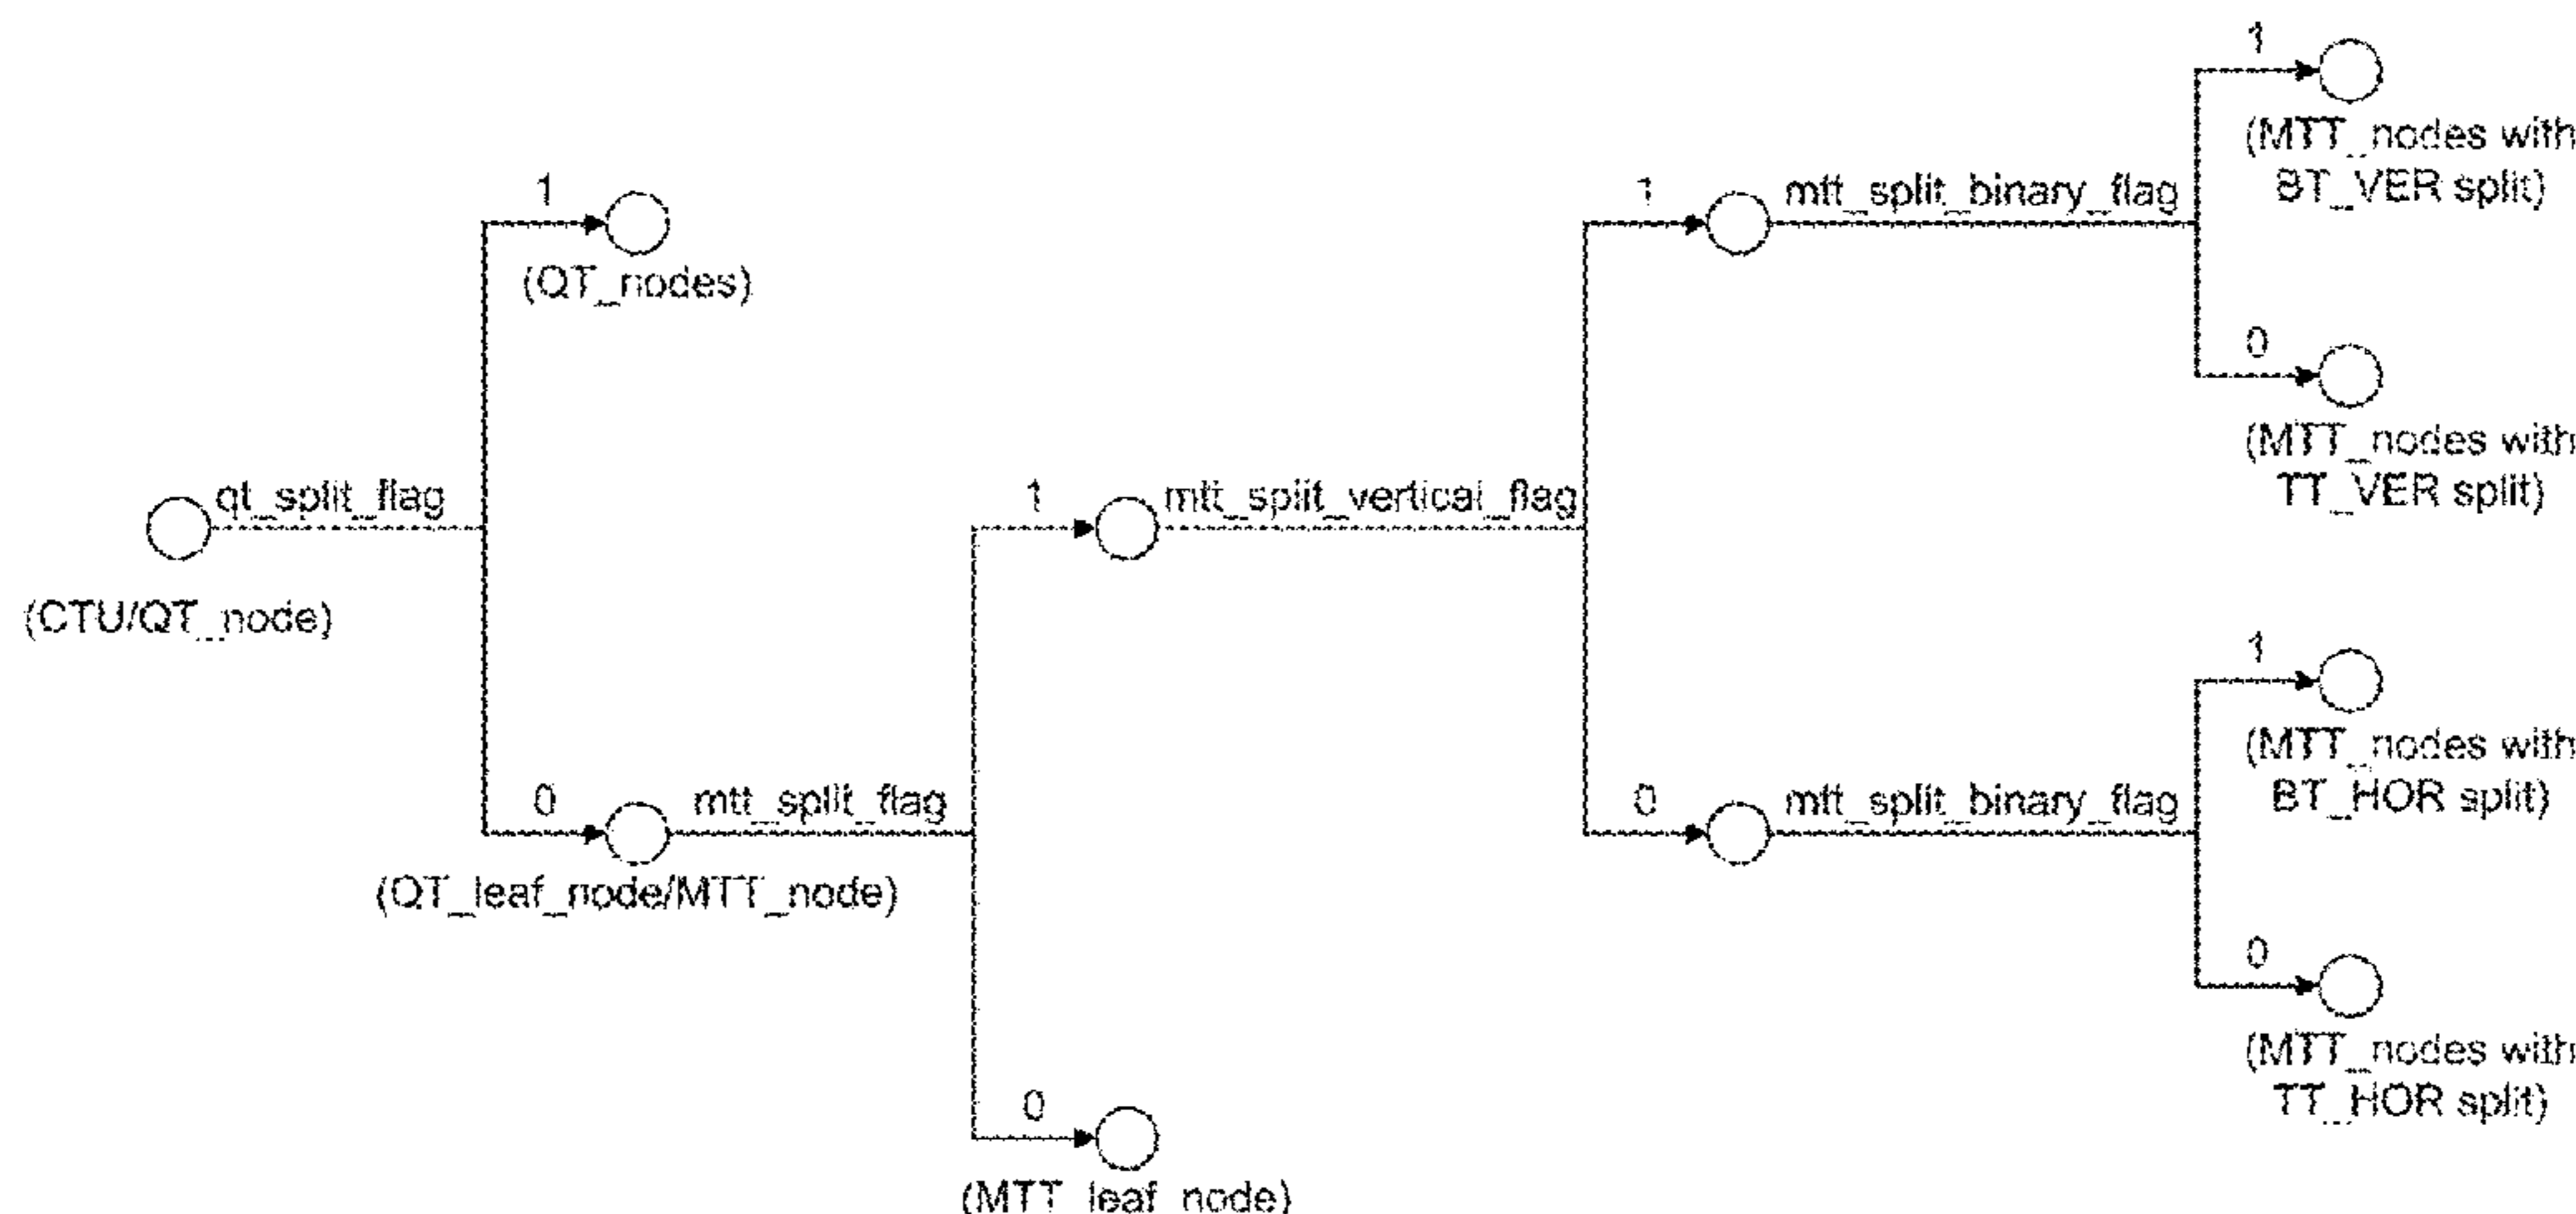 1
(MTT_nodes with
BT_VER split)
1
(QT_nodes)
1
mtt_split_binary_flag
0
(MTT_nodes with
TT_VER split)
qt_split_flag
(CTU/QT_node)
1
mtt_split_vertical_flag
1
(MTT_nodes with
BT_HOR split)
0
mtt_split_flag
(QT_leaf_node/MTT_node)
0
mtt_split_binary_flag
0
(MTT_nodes with
TT_HOR split)
0
(MTT_leaf_node)